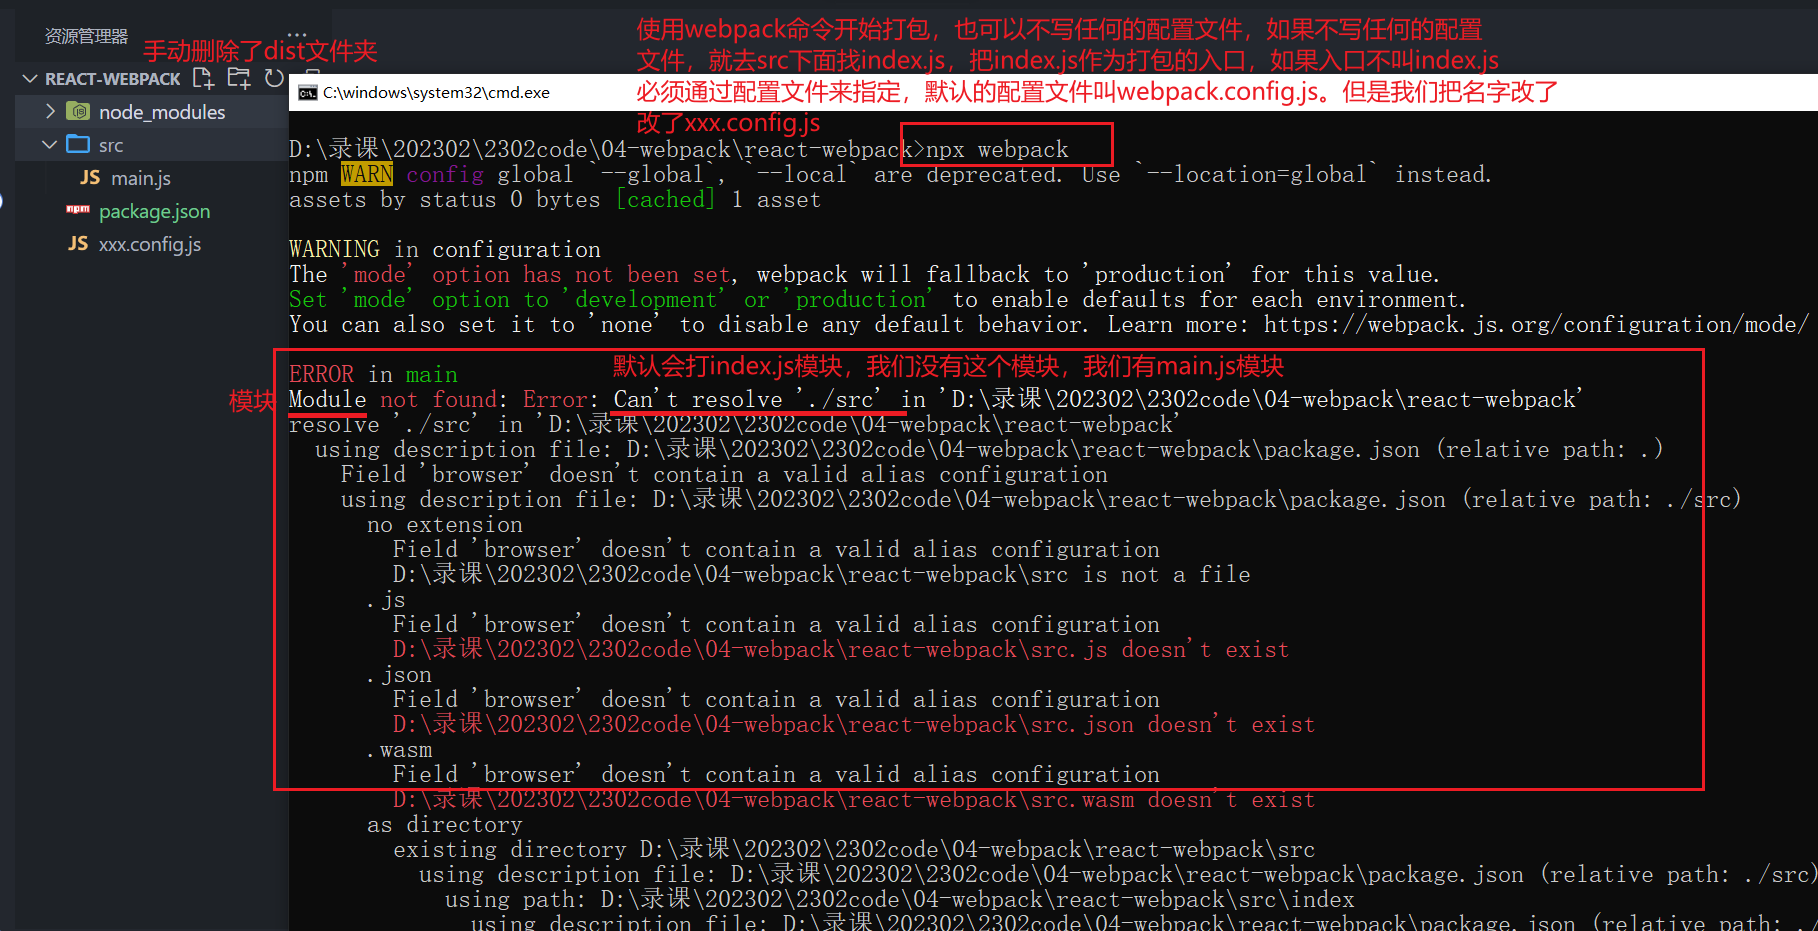 资源管理器
...
手动删除了dist文件夹
使用webpack命令开始打包，也可以不写任何的配置文件，如果不写任何的配置
文件，就去src下面找index.js，把index.js作为打包的入口，如果入口不叫index.js
必须通过配置文件来指定，默认的配置文件叫webpack.config.js。但是我们把名字改了
改了xxx.config.js
REACT-WEBPACK
node_modules
src
JS main.js
npm package.json
JS xxx.config.js
C:\windows\system32\cmd.exe
D:\录课\202302\2302code\04-webpack\react-webpack>npx webpack
npm WARN config global `--global`, `--local` are deprecated. Use `--location=global` instead.
assets by status 0 bytes [cached] 1 asset
WARNING in configuration
The 'mode' option has not been set, webpack will fallback to 'production' for this value.
Set 'mode' option to 'development' or 'production' to enable defaults for each environment.
You can also set it to 'none' to disable any default behavior. Learn more: https://webpack.js.org/configuration/mode/
默认会打index.js模块，我们没有这个模块，我们有main.js模块
ERROR in main
模块
Module not found: Error: Can't resolve './src' in 'D:\录课\202302\2302code\04-webpack\react-webpack'
resolve './src' in 'D:\录课\202302\2302code\04-webpack\react-webpack'
using description file: D:\录课\202302\2302code\04-webpack\react-webpack\package.json (relative path: .)
Field 'browser' doesn't contain a valid alias configuration
using description file: D:\录课\202302\2302code\04-webpack\react-webpack\package.json (relative path: ./src)
no extension
Field 'browser' doesn't contain a valid alias configuration
D:\录课\202302\2302code\04-webpack\react-webpack\src is not a file
.js
Field 'browser' doesn't contain a valid alias configuration
D:\录课\202302\2302code\04-webpack\react-webpack\src.js doesn't exist
.json
Field 'browser' doesn't contain a valid alias configuration
D:\录课\202302\2302code\04-webpack\react-webpack\src.json doesn't exist
.wasm
Field 'browser' doesn't contain a valid alias configuration
D:\录课\202302\2302code\04-webpack\react-webpack\src.wasm doesn't exist
as directory
existing directory D:\录课\202302\2302code\04-webpack\react-webpack\src
using description file: D:\录课\202302\2302code\04-webpack\react-webpack\package.json (relative path: ./src)
using path: D:\录课\202302\2302code\04-webpack\react-webpack\src\index
using description file: D:\录课\202302\2302code\04-webpack\react-webpack\package.json (relative path: ./